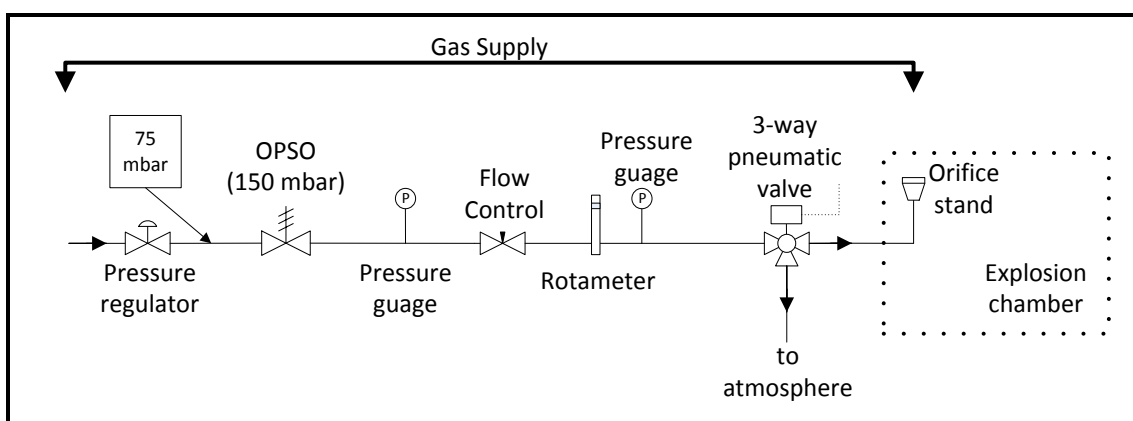 Gas Supply
75
mbar
OPSO
(150 mbar)
Flow
Control
Pressure
guage
3-way
pneumatic
valve
Orifice
stand
P
P
Pressure
regulator
Pressure
guage
Rotameter
Explosion
chamber
to
atmosphere